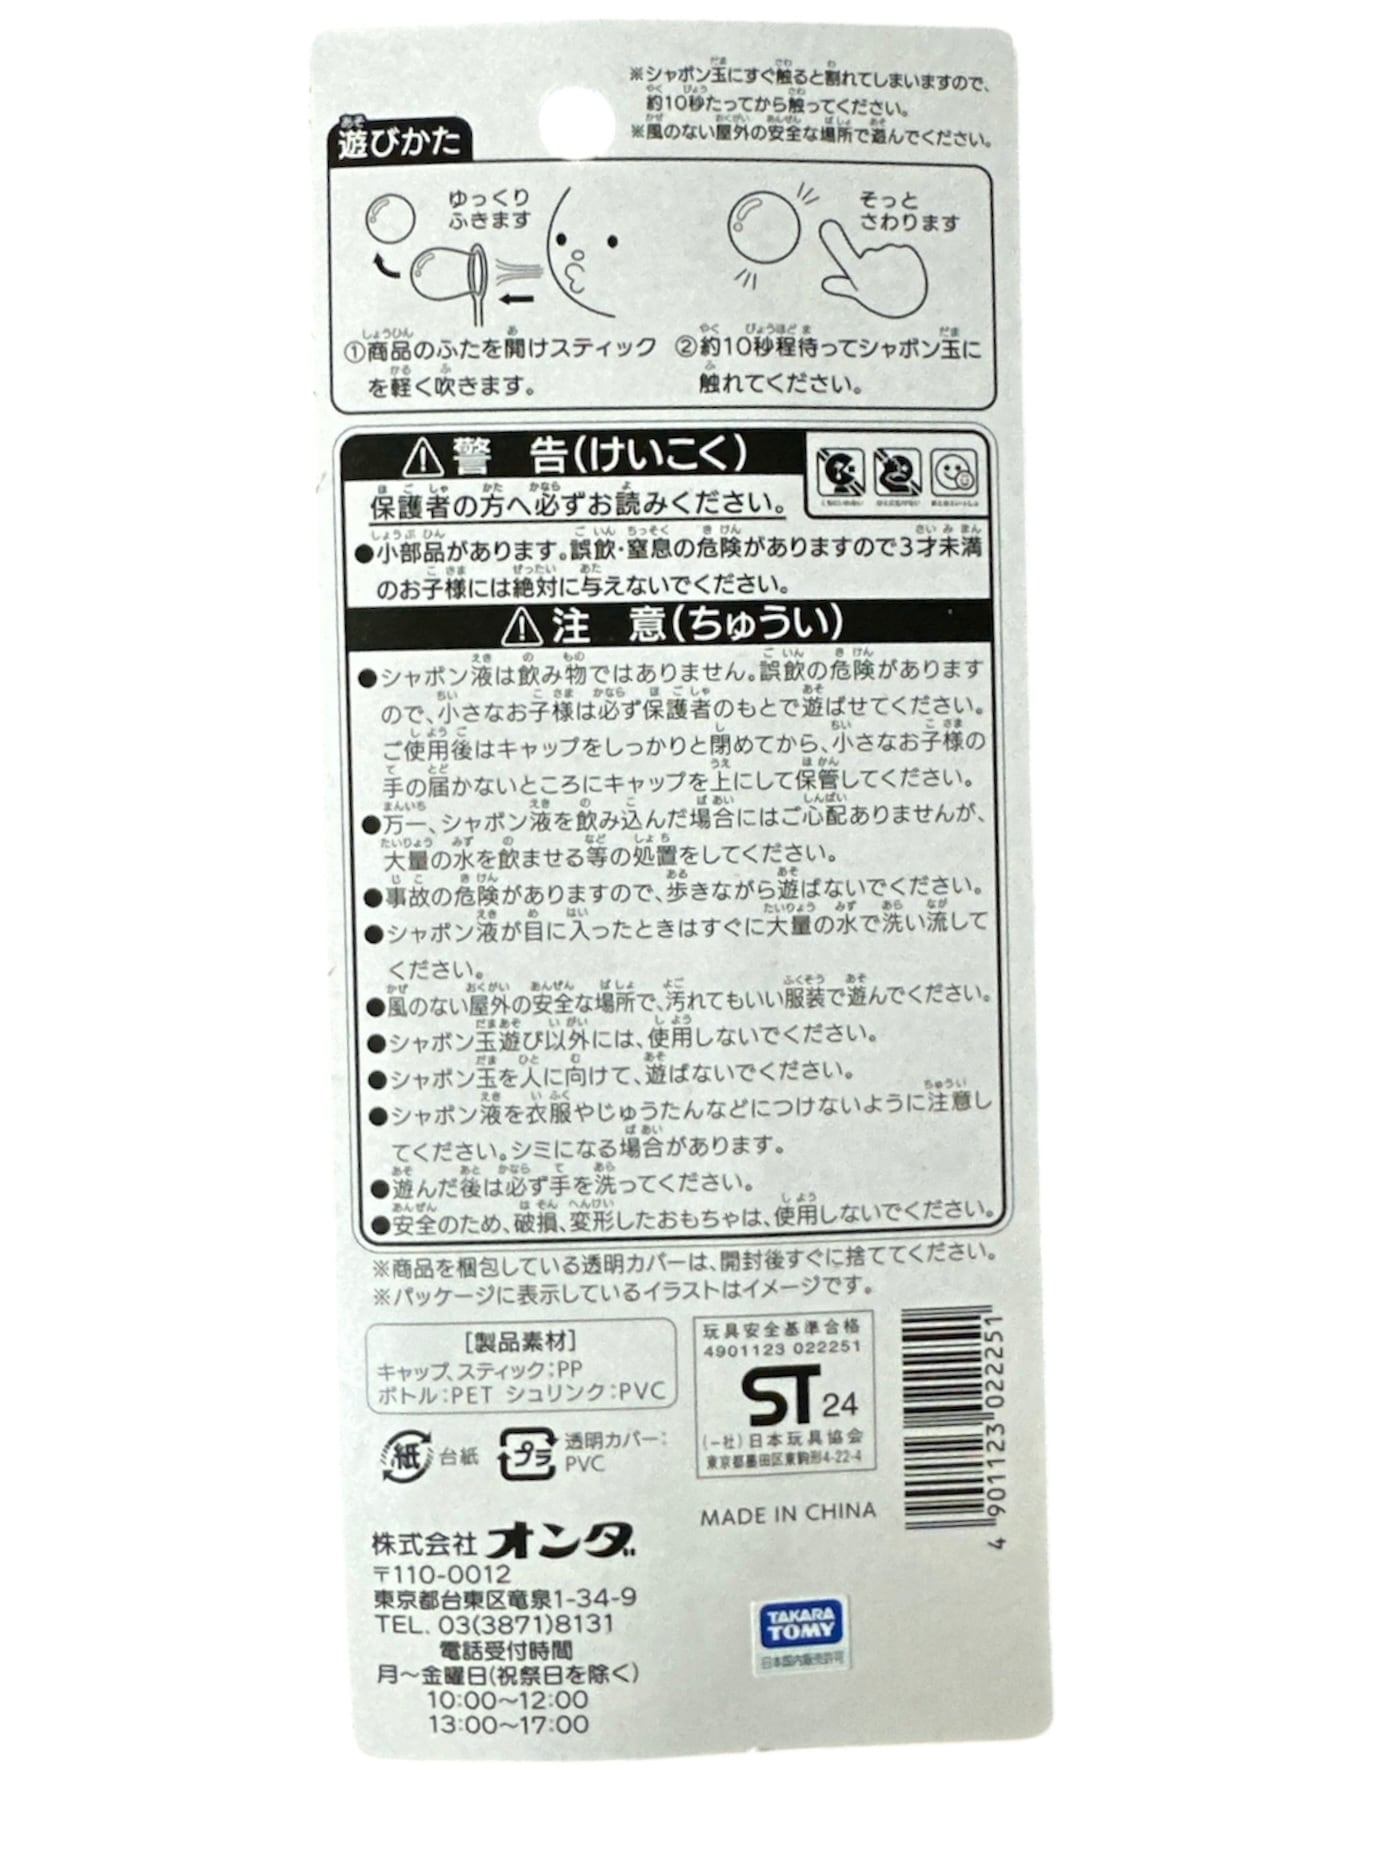 ※シャボン玉にすぐ触ると割れてしまいますので、
約10秒たってから触ってください。
※風のない屋外の安全な場所で遊んでください。
遊びかた
ゆっくり
ふきます
そっと
さわります
①商品のふたを開けスティック
を軽く吹きます。
②約10秒程待ってシャボン玉に
触れてください。
⚠警 告(けいこく)
保護者の方へ必ずお読みください。
●小部品があります。誤飲・窒息の危険がありますので3才未満
のお子様には絶対に与えないでください。
⚠注 意(ちゅうい)
●シャボン液は飲み物ではありません。誤飲の危険があります
ので、小さなお子様は必ず保護者のもとで遊ばせてください。
ご使用後はキャップをしっかりと閉めてから、小さなお子様の
手の届かないところにキャップを上にして保管してください。
●万一、シャボン液を飲み込んだ場合にはご心配ありませんが、
大量の水を飲ませる等の処置をしてください。
●事故の危険がありますので、歩きながら遊ばないでください。
●シャボン液が目に入ったときはすぐに大量の水で洗い流して
ください。
●風のない屋外の安全な場所で、汚れてもいい服装で遊んでください。
●シャボン玉遊び以外には、使用しないでください。
●シャボン玉を人に向けて、遊ばないでください。
●シャボン液を衣服やじゅうたんなどにつけないように注意し
てください。シミになる場合があります。
●遊んだ後は必ず手を洗ってください。
●安全のため、破損、変形したおもちゃは、使用しないでください。
※商品を梱包している透明カバーは、開封後すぐに捨ててください。
※パッケージに表示しているイラストはイメージです。
[製品素材]
キャップ、スティック:PP
ボトル:PET シュリンク:PVC
紙 台紙
プラ 透明カバー:
PVC
玩具安全基準合格
4901123 022251
ST 24
(一社)日本玩具協会
東京都墨田区東駒形4-22-4
MADE IN CHINA
4 901123 022251
株式会社 オンダ
〒110-0012
東京都台東区竜泉1-34-9
TEL. 03(3871)8131
電話受付時間
月～金曜日(祝祭日を除く)
10:00～12:00
13:00～17:00
TAKARA
TOMY
日本国内販売許可